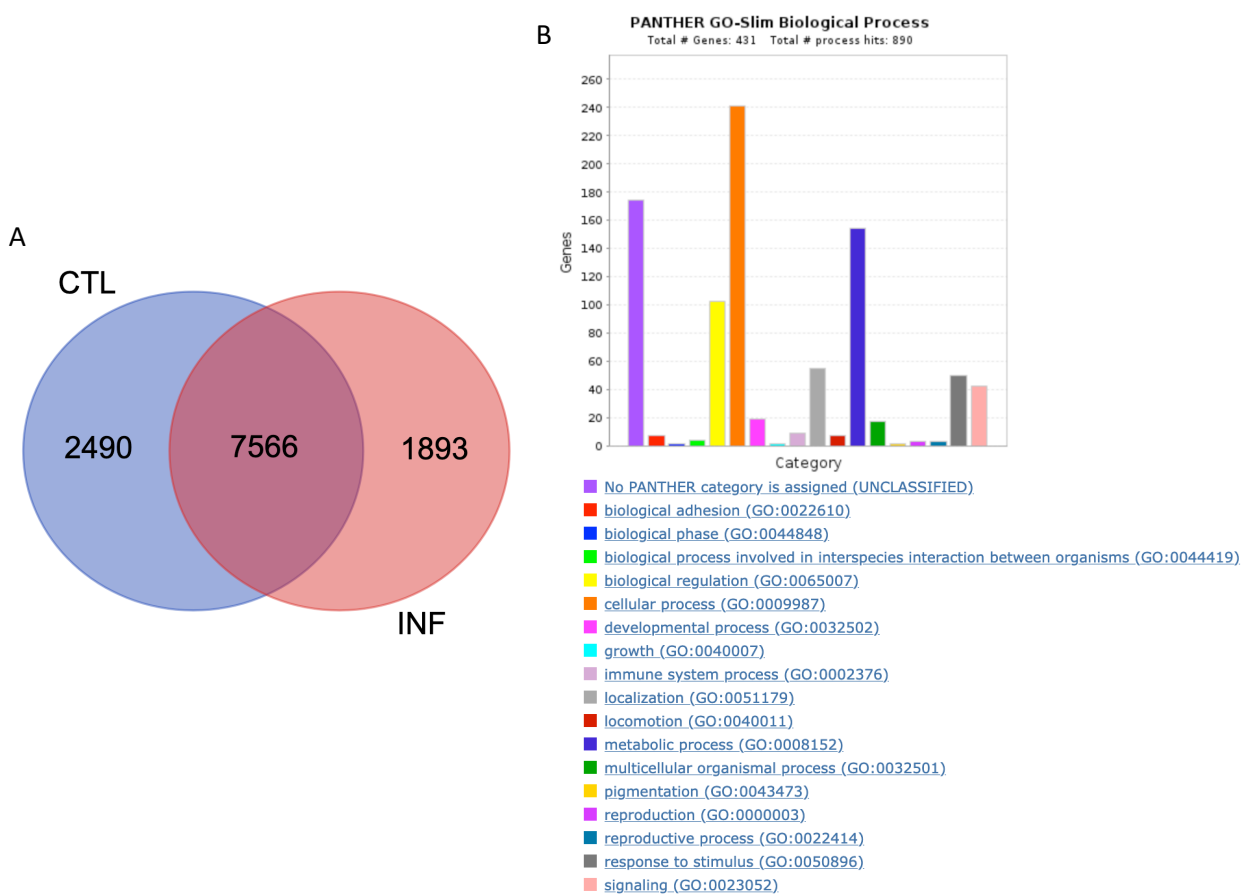 A
CTL
2490
7566
1893
INF
B
PANTHER GO-Slim Biological Process
Total # Genes: 431 Total # process hits: 890
260
240
220
200
180
160
140
120
100
80
60
40
20
0
Genes
Category
No PANTHER category is assigned (UNCLASSIFIED)
biological adhesion (GO:0022610)
biological phase (GO:0044848)
biological process involved in interspecies interaction between organisms (GO:0044419)
biological regulation (GO:0065007)
cellular process (GO:0009987)
developmental process (GO:0032502)
growth (GO:0040007)
immune system process (GO:0002376)
localization (GO:0051179)
locomotion (GO:0040011)
metabolic process (GO:0008152)
multicellular organismal process (GO:0032501)
pigmentation (GO:0043473)
reproduction (GO:0000003)
reproductive process (GO:0022414)
response to stimulus (GO:0050896)
signaling (GO:0023052)